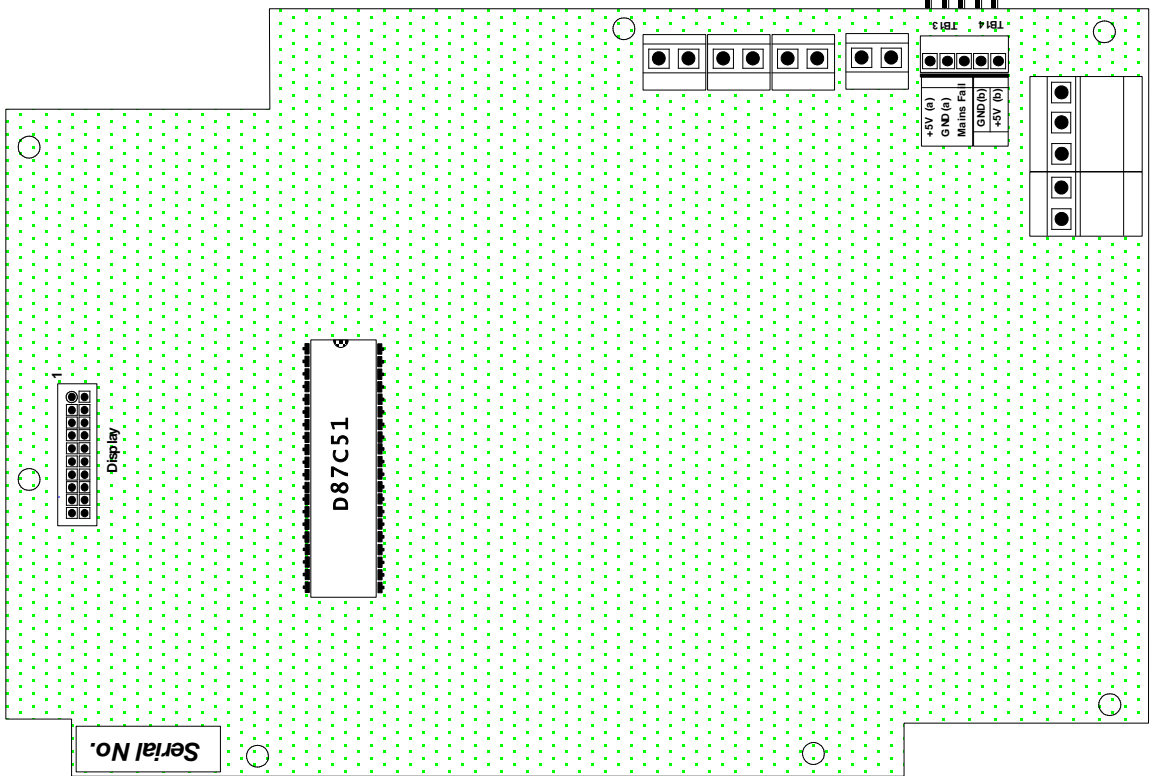 TB13
TB14
+5V (a)
GND(a)
Mains Fail
GND(b)
+5V (b)
1
Display
D87C51
Serial No.